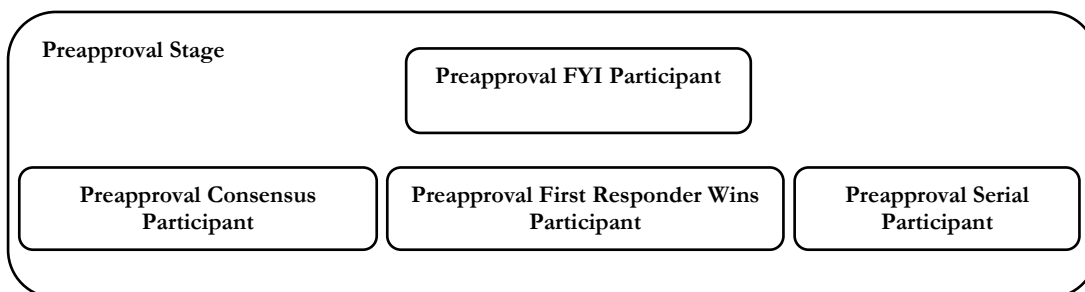 Preapproval Stage
Preapproval FYI Participant
Preapproval Consensus
Participant
Preapproval First Responder Wins
Participant
Preapproval Serial
Participant